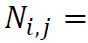 N_{i,j} =